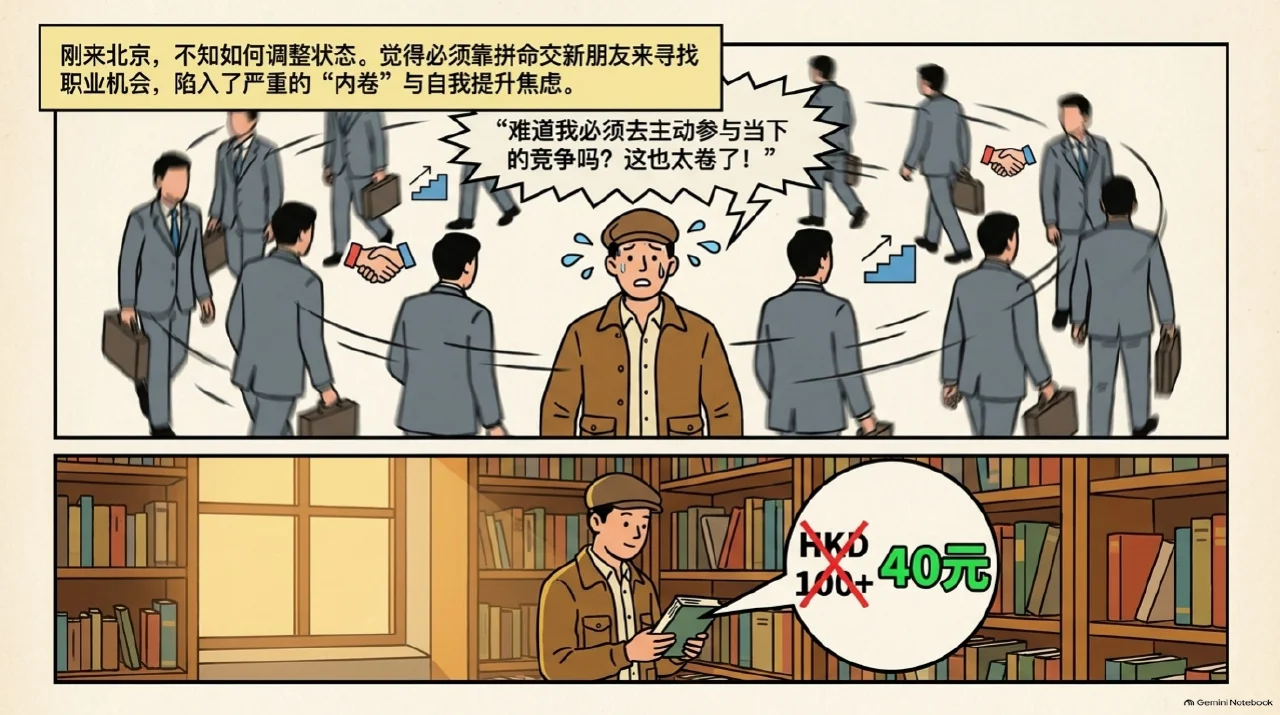 刚来北京，不知如何调整状态。觉得必须靠拼命交新朋友来寻找
职业机会，陷入了严重的“内卷”与自我提升焦虑。
“难道我必须去主动参与当下
的竞争吗？这也太卷了！”
HKD
100+
40元
Gemini Notebook